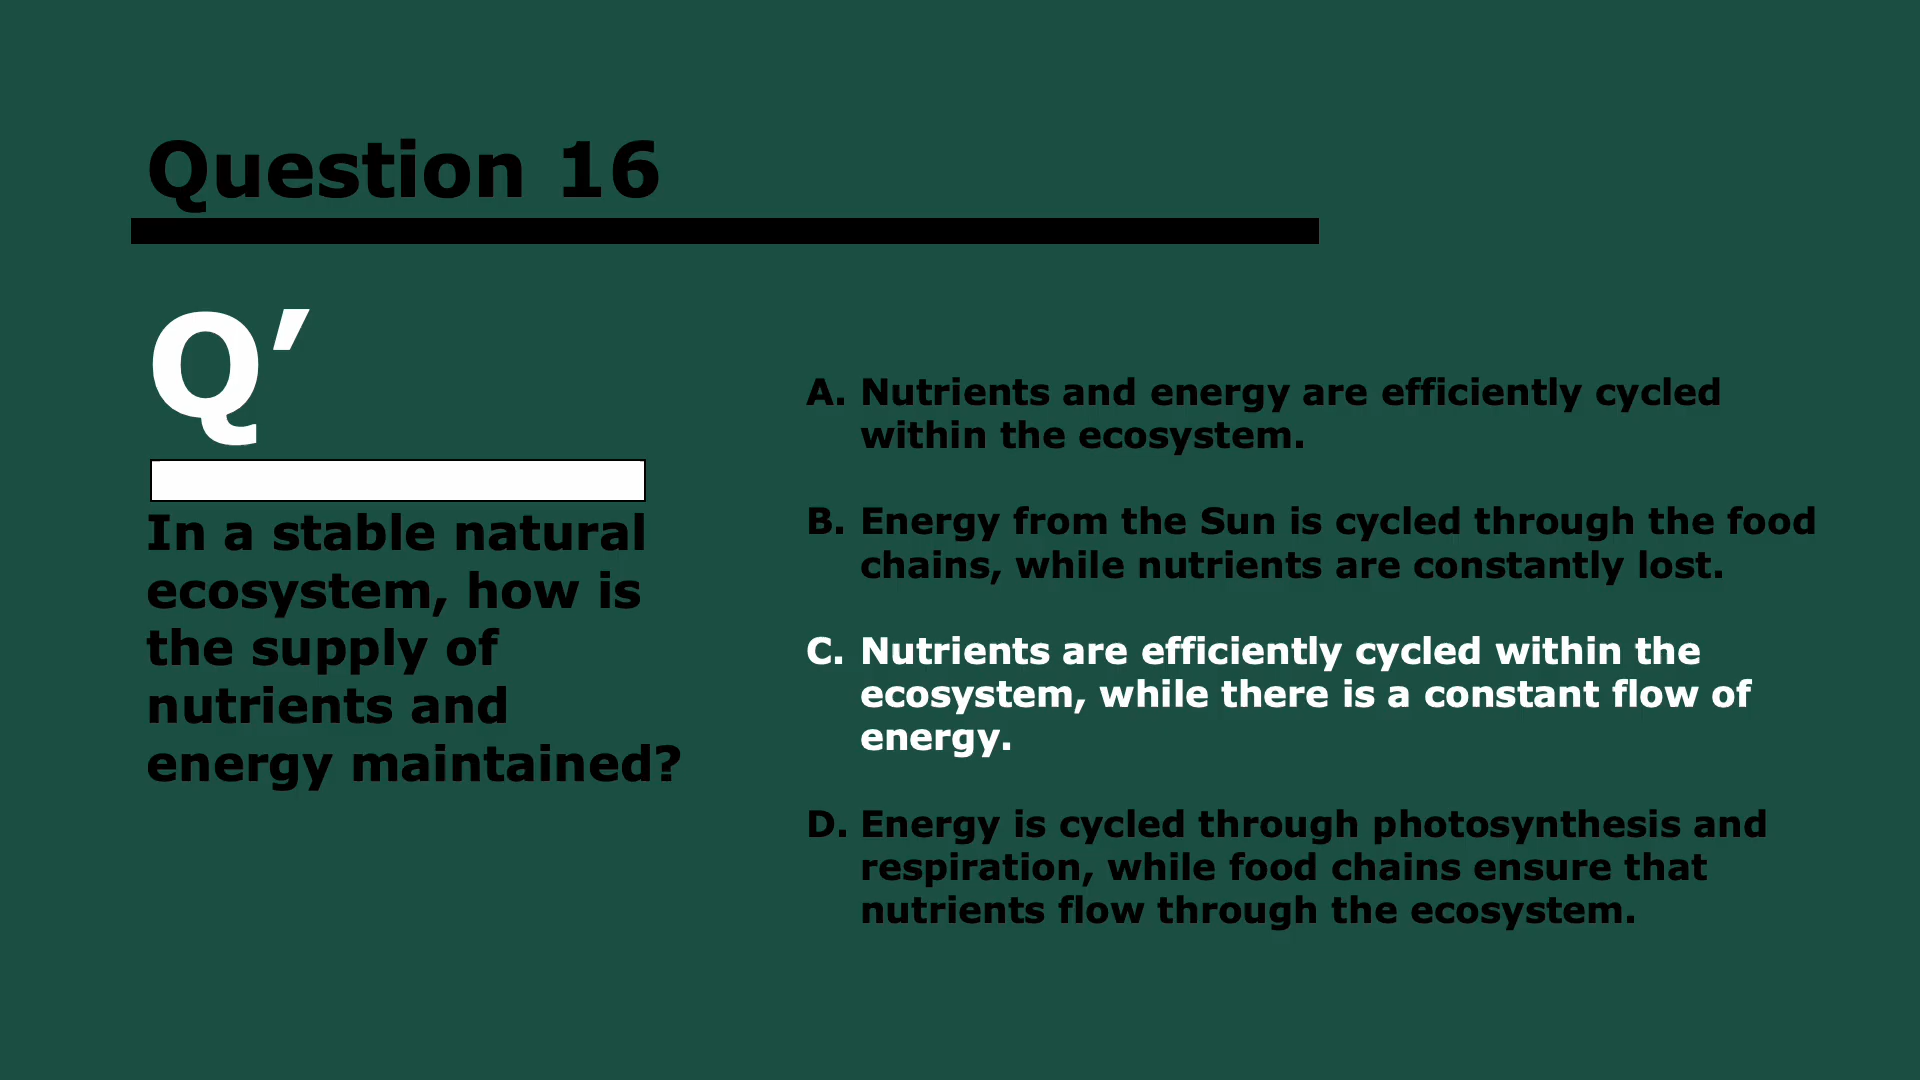 Question 16
Q’
In a stable natural
ecosystem, how is
the supply of
nutrients and
energy maintained?
A. Nutrients and energy are efficiently cycled
within the ecosystem.
B. Energy from the Sun is cycled through the food
chains, while nutrients are constantly lost.
C. Nutrients are efficiently cycled within the
ecosystem, while there is a constant flow of
energy.
D. Energy is cycled through photosynthesis and
respiration, while food chains ensure that
nutrients flow through the ecosystem.